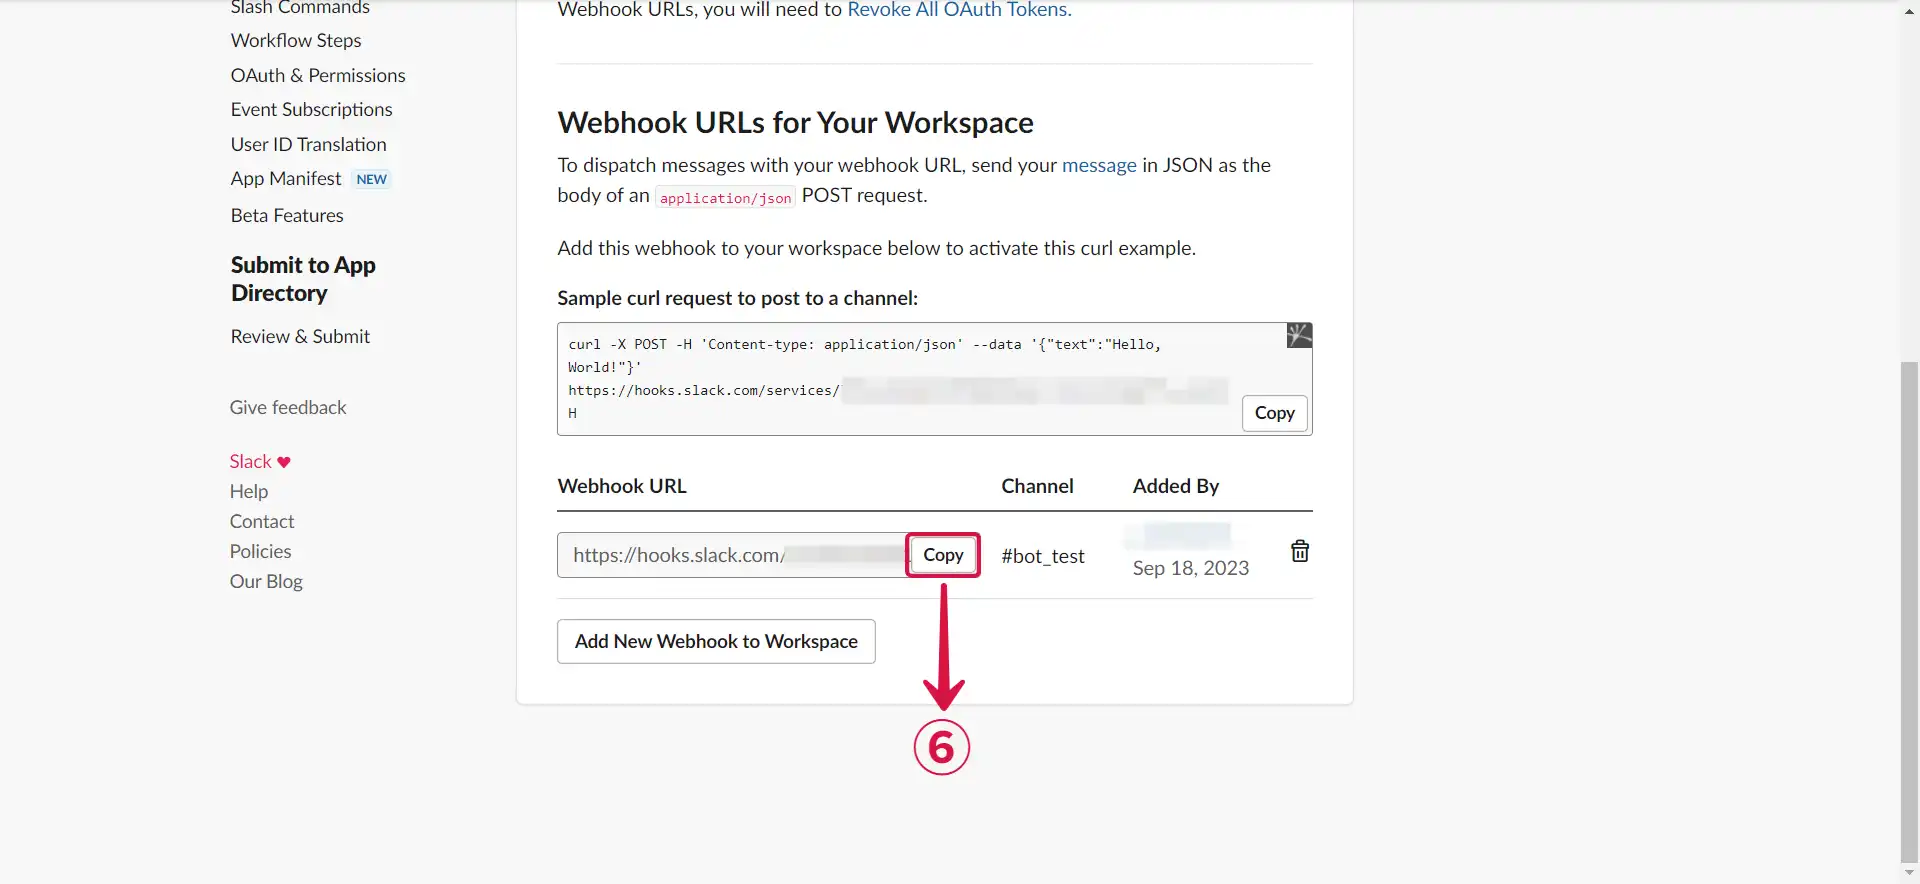 Slash Commands
Workflow Steps
OAuth & Permissions
Event Subscriptions
User ID Translation
App Manifest NEW
Beta Features
Submit to App
Directory
Review & Submit
Give feedback
Slack ♥
Help
Contact
Policies
Our Blog
Webhook URLs, you will need to Revoke All OAuth Tokens.
Webhook URLs for Your Workspace
To dispatch messages with your webhook URL, send your message in JSON as the
body of an application/json POST request.
Add this webhook to your workspace below to activate this curl example.
Sample curl request to post to a channel:
curl -X POST -H 'Content-type: application/json' --data '{"text":"Hello,
World!"}'
https://hooks.slack.com/services/
H
Copy
Webhook URL Channel Added By
https://hooks.slack.com/ Copy #bot_test
Sep 18, 2023
Add New Webhook to Workspace
6